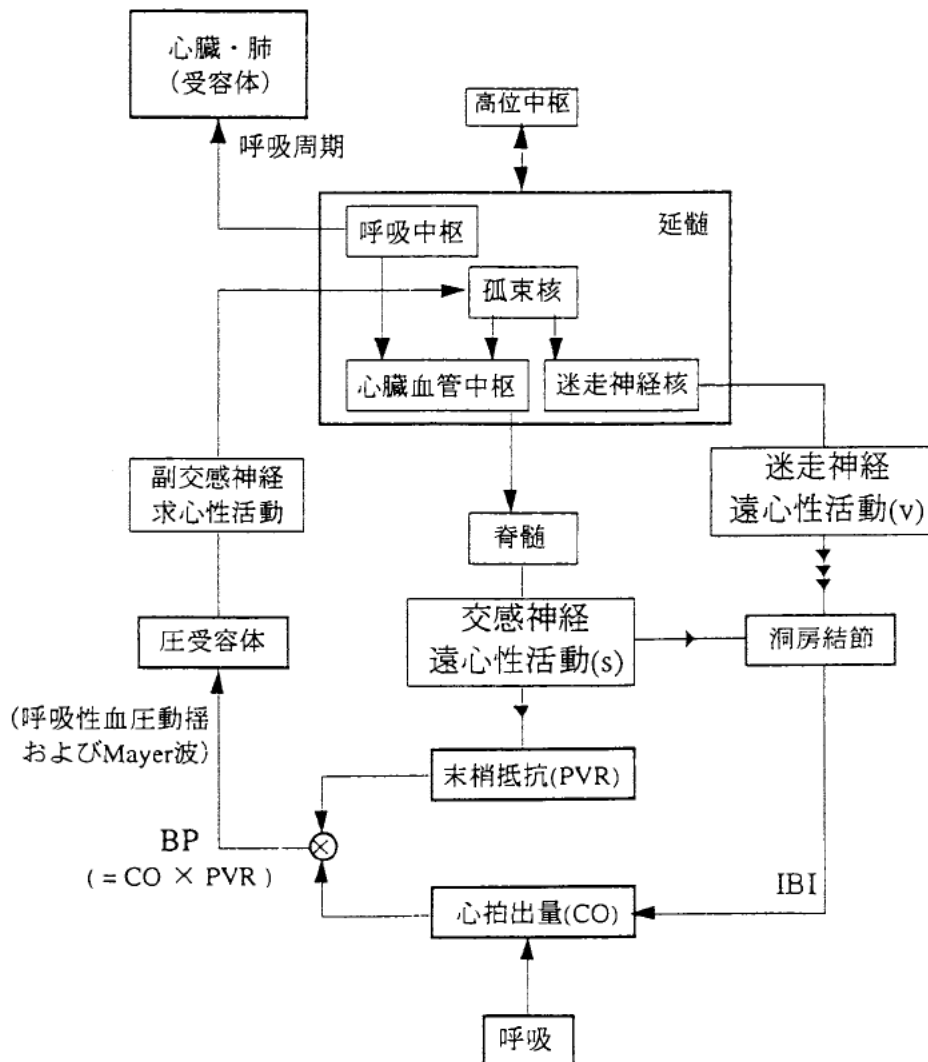 心臓・肺
(受容体)
高位中枢
呼吸周期
延髄
呼吸中枢
孤束核
心臓血管中枢
迷走神経核
副交感神経
求心性活動
迷走神経
遠心性活動(v)
脊髄
交感神経
遠心性活動(s)
圧受容体
洞房結節
(呼吸性血圧動揺
およびMayer波)
末梢抵抗(PVR)
BP
(=CO × PVR)
IBI
心拍出量(CO)
呼吸